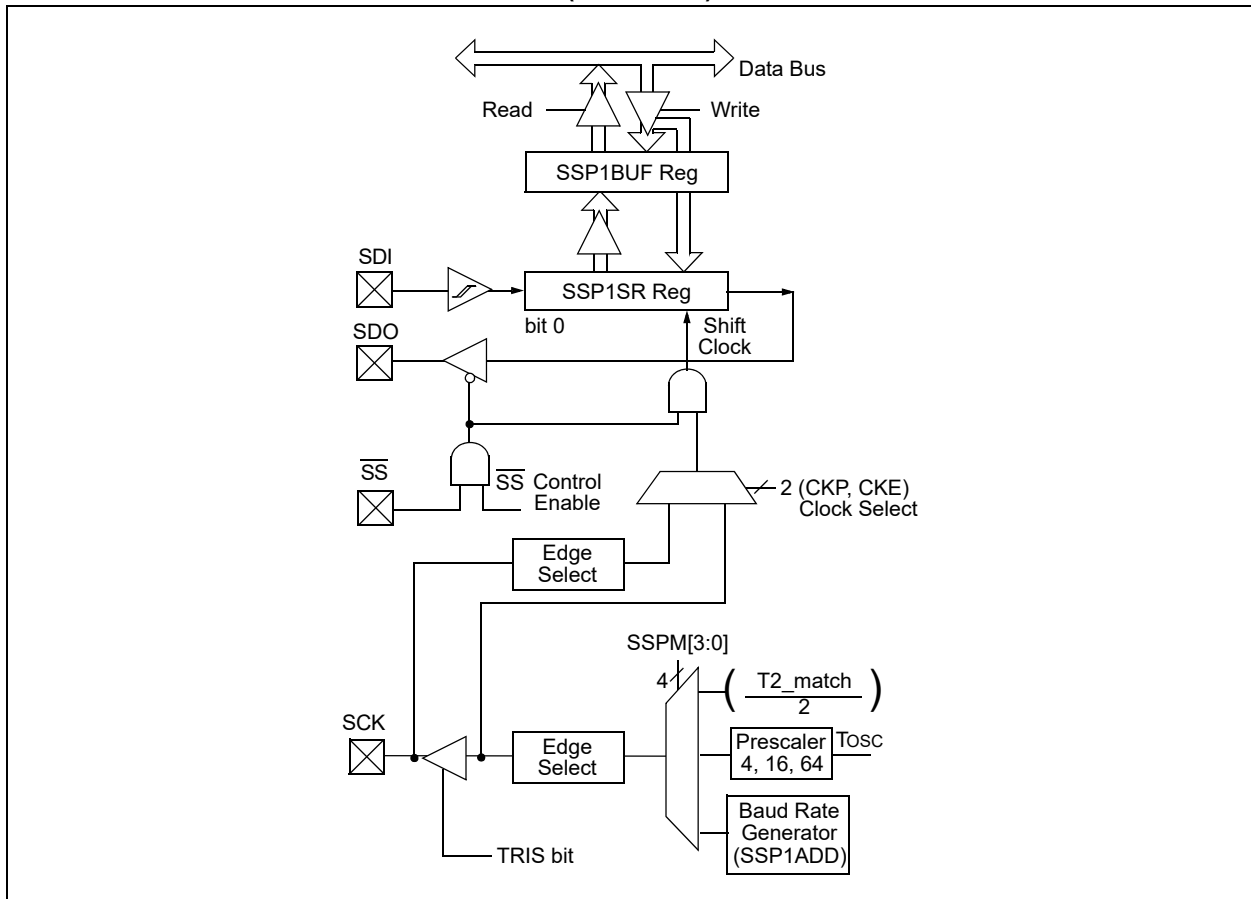 Data Bus
Read
Write
SSP1BUF Reg
SDI
SSP1SR Reg
bit 0
Shift
Clock
SDO
SS
SS Control
Enable
2 (CKP, CKE)
Clock Select
Edge
Select
SSPM[3:0]
4
( T2_match )
2
SCK
Edge
Select
Prescaler
4, 16, 64
TOSC
Baud Rate
Generator
(SSP1ADD)
TRIS bit